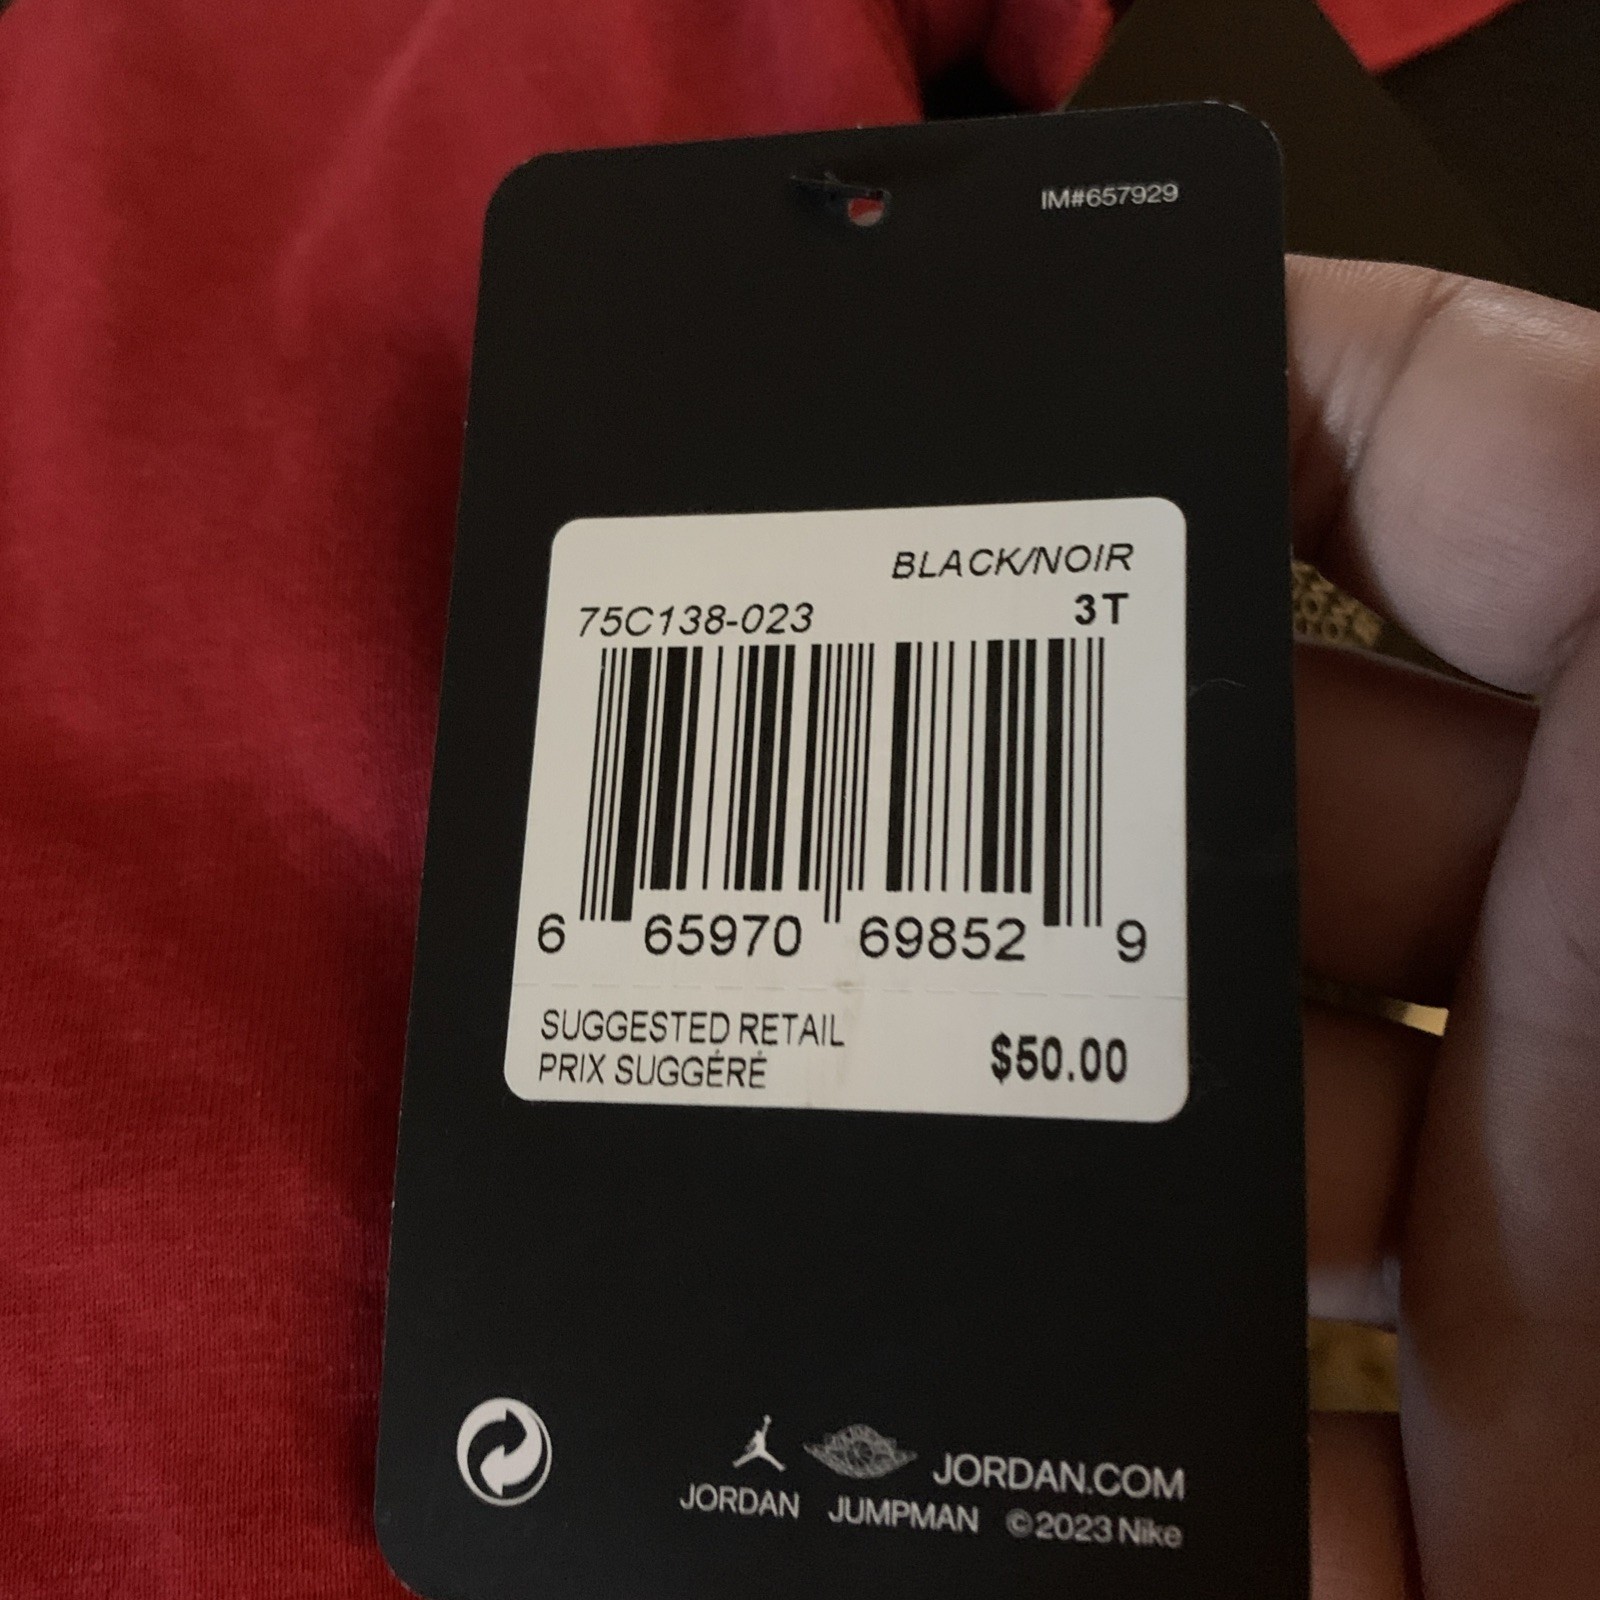 IM#657929
BLACK/NOIR
75C138-023 3T
6 65970 69852 9
SUGGESTED RETAIL
PRIX SUGGÉRÉ
$50.00
JORDAN.COM
JORDAN JUMPMAN ©2023 Nike